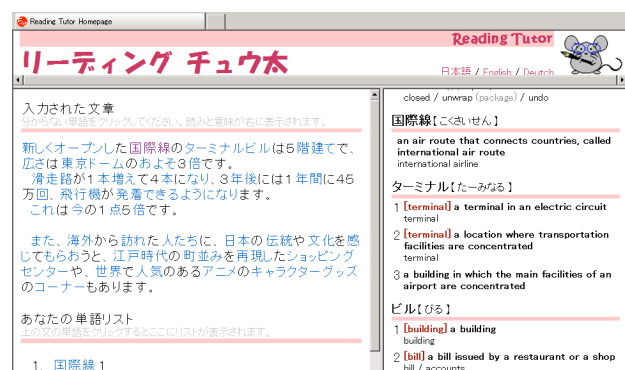 Reading Tutor Homepage
Reading Tutor
リーディング チュウ太
日本語 / English / Deutch
入力された文章
分からない単語をクリックしてください。読みと意味が右に表示されます。
新しくオープンした国際線のターミナルビルは5階建てで、
広さは東京ドームのおよそ3倍です。
滑走路が1本増えて4本になり、3年後には1年間に45
万回、飛行機が発着できるようになります。
これは今の1点5倍です。
また、海外から訪れた人たちに、日本の伝統や文化を感
じてもらおうと、江戸時代の町並みを再現したショッピング
センターや、世界で人気のあるアニメのキャラクターグッズ
のコーナーもあります。
あなたの単語リスト
上の文の単語をクリックするとここにリストが表示されます。
1. 国際線 1
closed / unwrap (package) / undo
国際線【こくさいせん】
an air route that connects countries, called
international air route
international airline
ターミナル【たーみなる】
1 [terminal] a terminal in an electric circuit
terminal
2 [terminal] a location where transportation
facilities are concentrated
terminal
3 a building in which the main facilities of an
airport are concentrated
ビル【びる】
1 [building] a building
building
2 [bill] a bill issued by a restaurant or a shop
bill / accounts